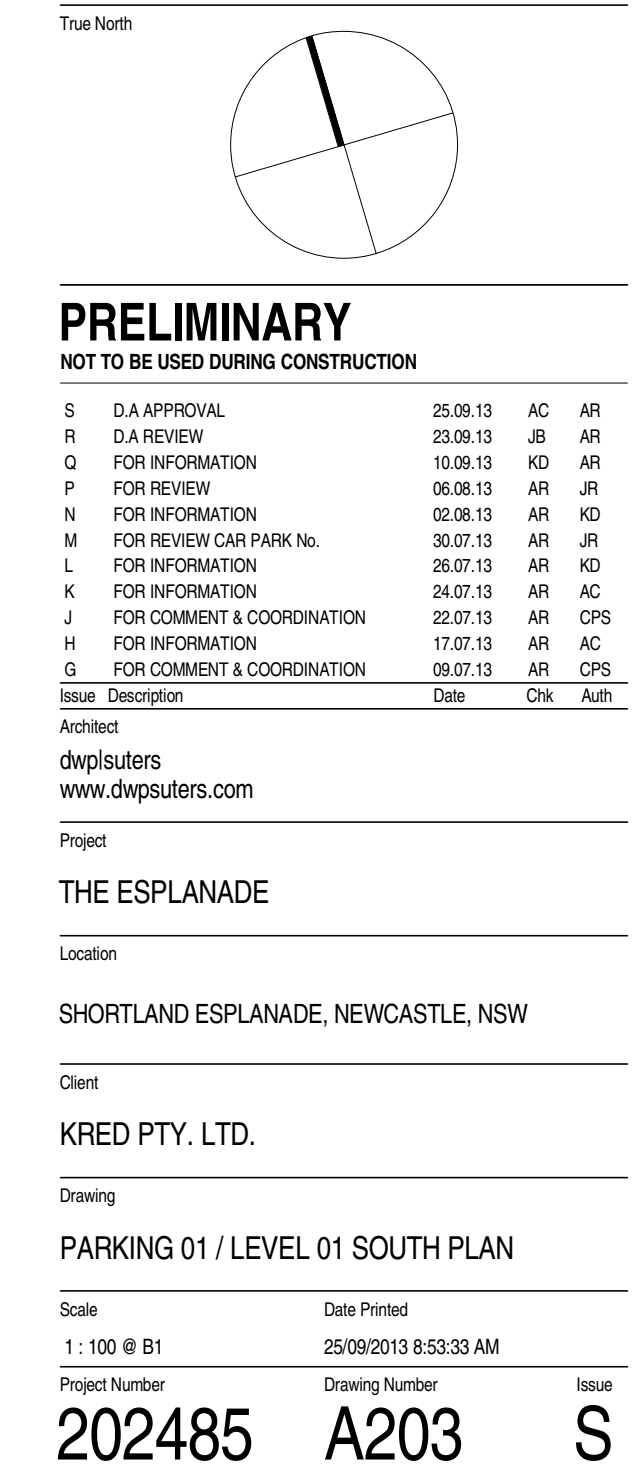 True North
PRELIMINARY
NOT TO BE USED DURING CONSTRUCTION
S D.A APPROVAL 25.09.13 AC AR
R D.A REVIEW 23.09.13 JB AR
Q FOR INFORMATION 10.09.13 KD AR
P FOR REVIEW 06.08.13 AR JR
N FOR INFORMATION 02.08.13 AR KD
M FOR REVIEW CAR PARK No. 30.07.13 AR JR
L FOR INFORMATION 26.07.13 AR KD
K FOR INFORMATION 24.07.13 AR AC
J FOR COMMENT & COORDINATION 22.07.13 AR CPS
H FOR INFORMATION 17.07.13 AR AC
G FOR COMMENT & COORDINATION 09.07.13 AR CPS
Issue Description Date Chk Auth
Architect
dwp|suters
www.dwpsuters.com
Project
THE ESPLANADE
Location
SHORTLAND ESPLANADE, NEWCASTLE, NSW
Client
KRED PTY. LTD.
Drawing
PARKING 01 / LEVEL 01 SOUTH PLAN
Scale Date Printed
1 : 100 @ B1 25/09/2013 8:53:33 AM
Project Number Drawing Number Issue
202485 A203 S